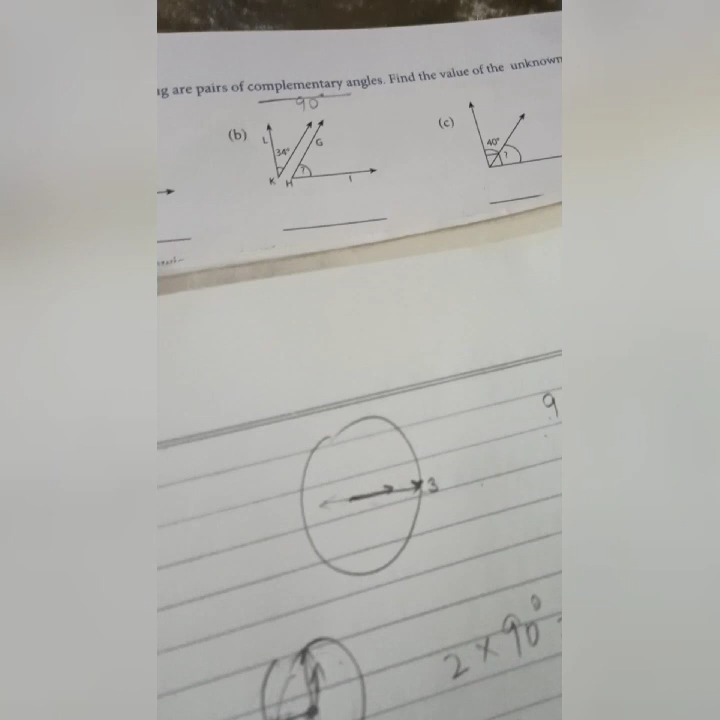 are pairs of complementary angles. Find the value of the unknown
90°
(b) L 34° G ? K H I
(c) 40° ?
9
3
2 × 90°